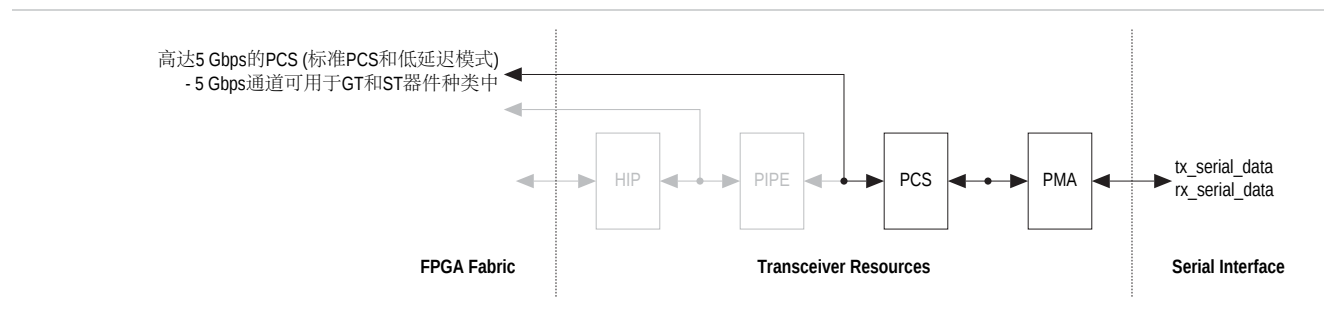 高达5 Gbps的PCS (标准PCS和低延迟模式)
- 5 Gbps通道可用于GT和ST器件种类中
HIP
PIPE
PCS
PMA
tx_serial_data
rx_serial_data
FPGA Fabric
Transceiver Resources
Serial Interface